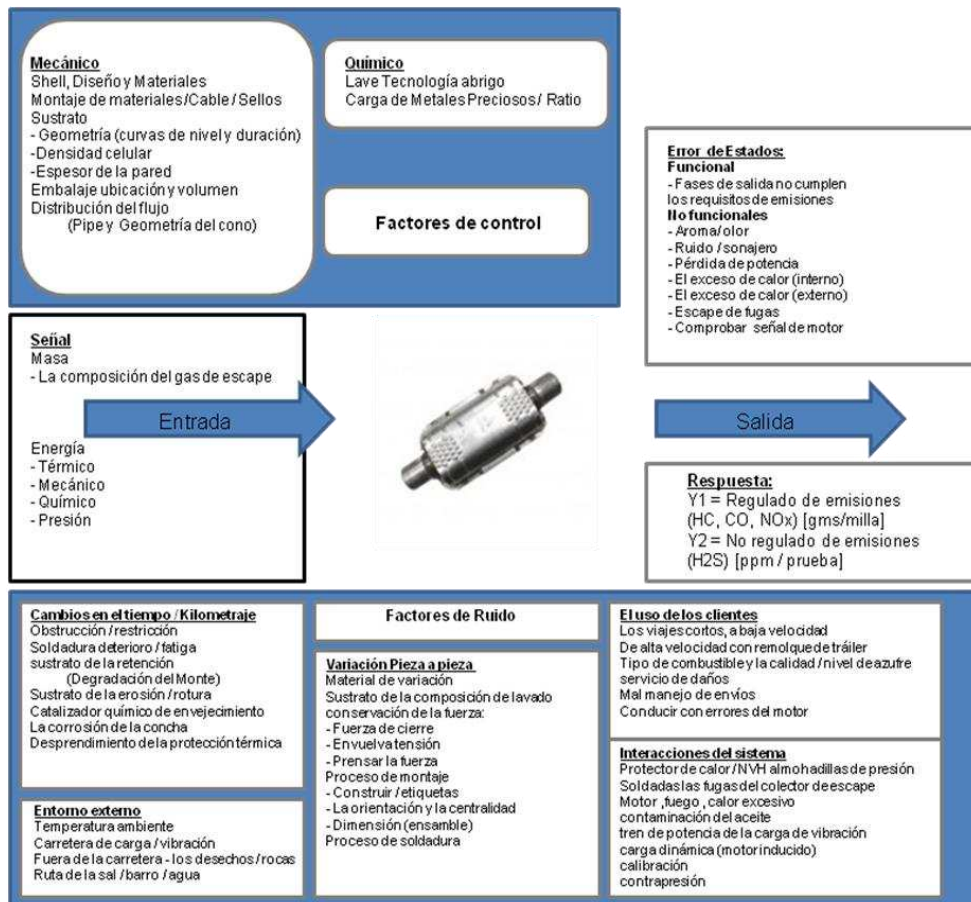 Mecánico
Shell, Diseño y Materiales
Montaje de materiales /Cable / Sellos
Sustrato
- Geometría (curvas de nivel y duración)
-Densidad celular
-Espesor de la pared
Embalaje ubicación y volumen
Distribución del flujo
(Pipe y Geometría del cono)
Químico
Lave Tecnología abrigo
Carga de Metales Preciosos / Ratio
Factores de control
Error de Estados:
Funcional
- Fases de salida no cumplen
los requisitos de emisiones
No funcionales
- Aroma/olor
- Ruido / sonajero
- Pérdida de potencia
- El exceso de calor (interno)
- El exceso de calor (externo)
- Escape de fugas
- Comprobar señal de motor
Señal
Masa
- La composición del gas de escape
Entrada
Energía
- Térmico
- Mecánico
- Químico
- Presión
Salida
Respuesta:
Y1 = Regulado de emisiones
(HC, CO, NOx) [gms/milla]
Y2 = No regulado de emisiones
(H2S) [ppm / prueba]
Cambios en el tiempo / Kilometraje
Obstrucción / restricción
Soldadura deterioro / fatiga
sustrato de la retención
(Degradación del Monte)
Sustrato de la erosión / rotura
Catalizador químico de envejecimiento
La corrosión de la concha
Desprendimiento de la protección térmica
Entorno externo
Temperatura ambiente
Carretera de carga / vibración
Fuera de la carretera - los desechos / rocas
Ruta de la sal / barro / agua
Factores de Ruido
Variación Pieza a pieza
Material de variación
Sustrato de la composición de lavado
conservación de la fuerza:
- Fuerza de cierre
- Envuelva tensión
- Prensar la fuerza
Proceso de montaje
- Construir / etiquetas
- La orientación y la centralidad
- Dimensión (ensamble)
Proceso de soldadura
El uso de los clientes
Los viajes cortos, a baja velocidad
De alta velocidad con remolque de tráiler
Tipo de combustible y la calidad / nivel de azufre
servicio de daños
Mal manejo de envíos
Conducir con errores del motor
Interacciones del sistema
Protector de calor / NVH almohadillas de presión
Soldadas las fugas del colector de escape
Motor ,fuego , calor excesivo
contaminación del aceite
tren de potencia de la carga de vibración
carga dinámica (motor inducido)
calibración
contrapresión